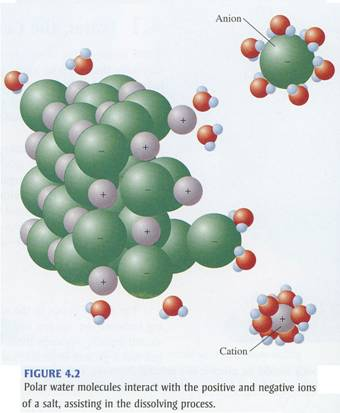 Anion
−
+
+
−
+
−
+
−
+
−
−
+
−
+
Cation
FIGURE 4.2
Polar water molecules interact with the positive and negative ions
of a salt, assisting in the dissolving process.